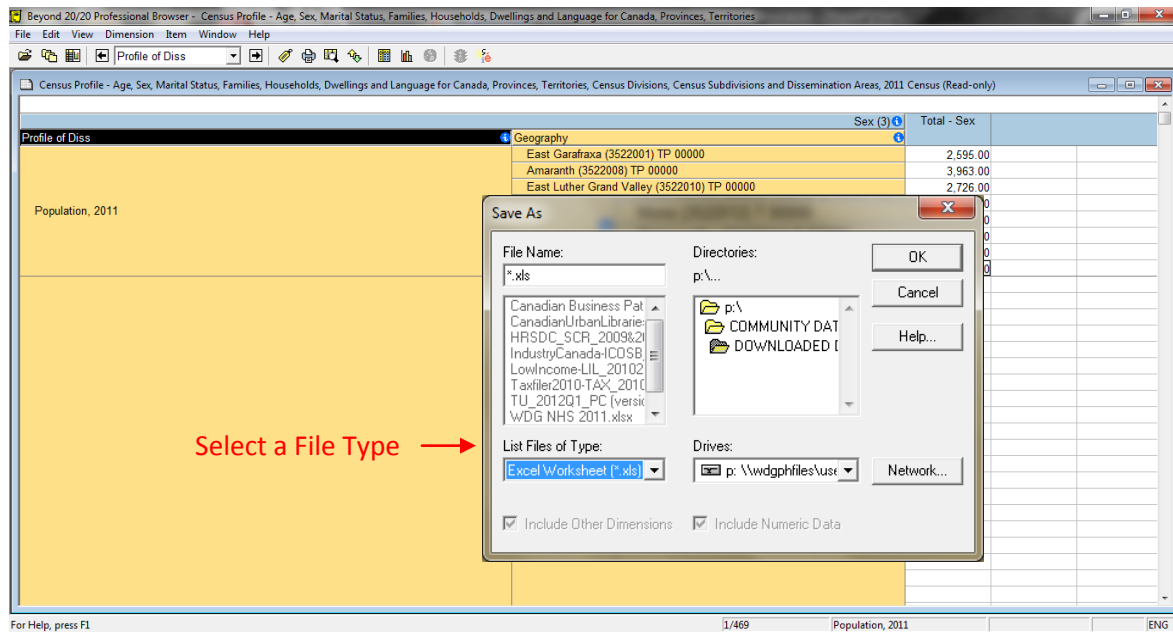 Beyond 20/20 Professional Browser - Census Profile - Age, Sex, Marital Status, Families, Households, Dwellings and Language for Canada, Provinces, Territories
File Edit View Dimension Item Window Help
Profile of Diss
Census Profile - Age, Sex, Marital Status, Families, Households, Dwellings and Language for Canada, Provinces, Territories, Census Divisions, Census Subdivisions and Dissemination Areas, 2011 Census (Read-only)
Sex (3) Total - Sex
Profile of Diss Geography
East Garafraxa (3522001) TP 00000 2,595.00
Amaranth (3522008) TP 00000 3,963.00
East Luther Grand Valley (3522010) TP 00000 2,726.00
Population, 2011
Save As
File Name:
*.xls
Canadian Business Pat
CanadianUrbanLibrarie
HRSDC_SCR_2009&2
IndustryCanada-ICOSB
LowIncome-LIL_20102
Taxfiler2010-TAX_2010
TU_2012Q1_PC (versic
WDG NHS 2011.xlsx
Directories:
p:\...
p:\
COMMUNITY DAT
DOWNLOADED
OK
Cancel
Help...
Select a File Type
List Files of Type:
Excel Worksheet (*.xls)
Drives:
p: \\wdgphfiles\use
Network...
Include Other Dimensions
Include Numeric Data
For Help, press F1 1/469 Population, 2011 ENG